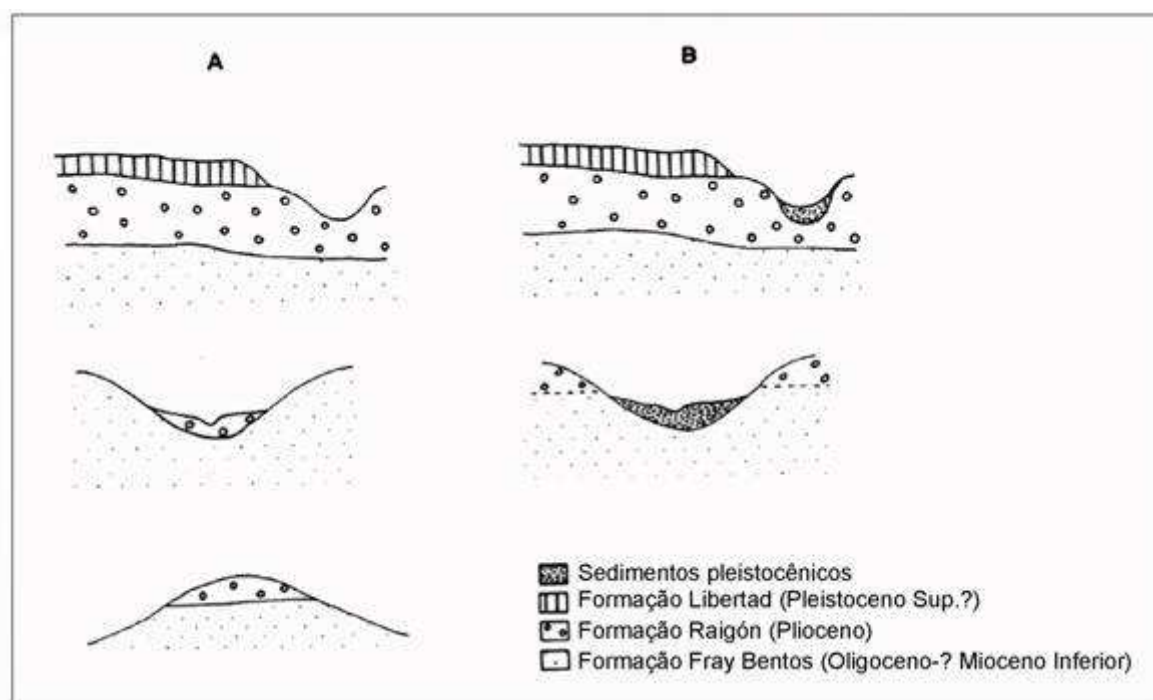 A
B
Sedimentos pleistocênicos
Formação Libertad (Pleistoceno Sup.?)
Formação Raigón (Plioceno)
Formação Fray Bentos (Oligoceno-? Mioceno Inferior)